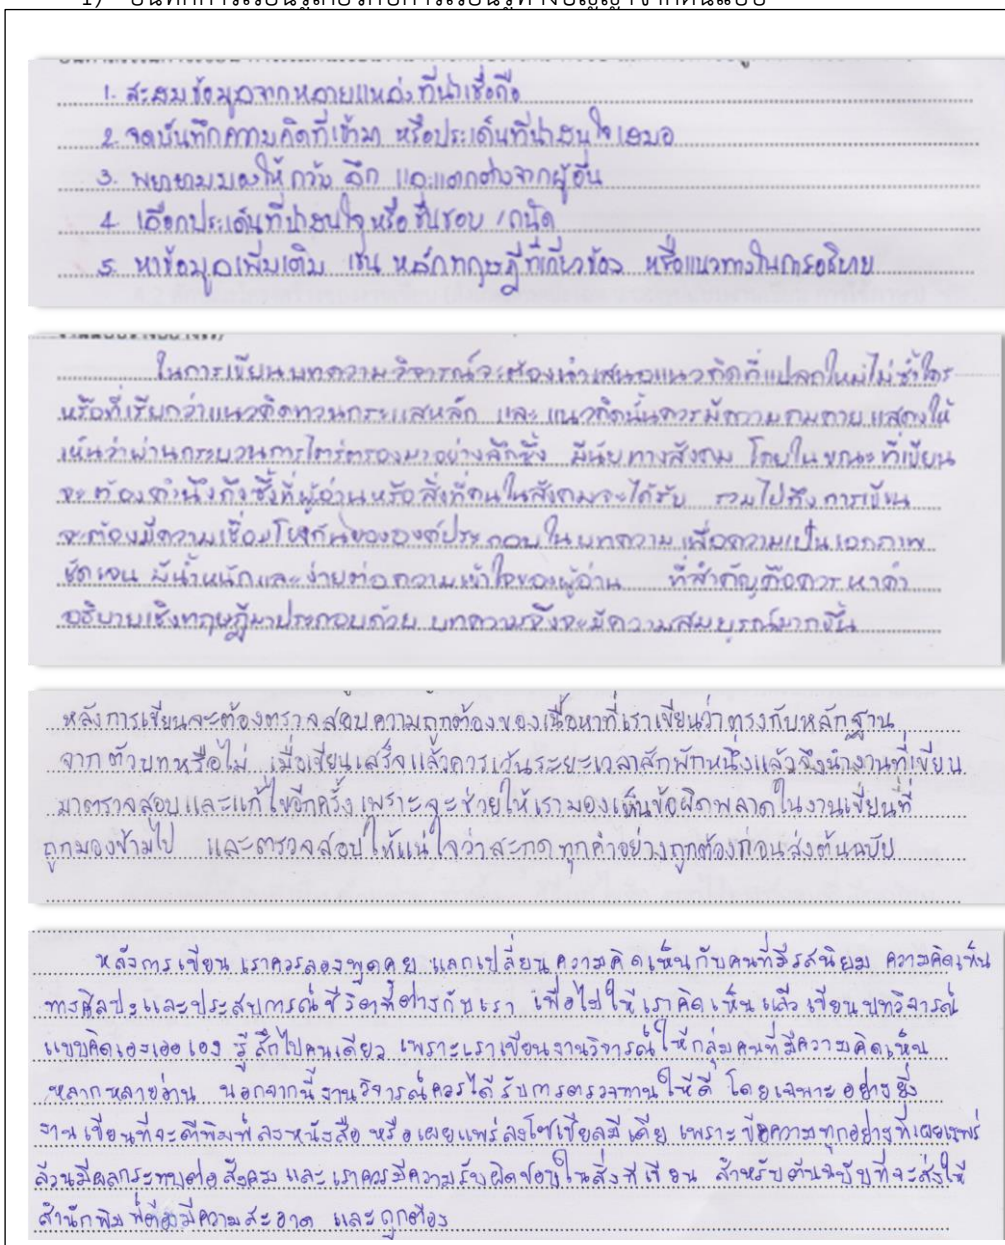 1) บันทึกการเรียนรู้เกี่ยวกับการเรียนรู้ทางปัญญาจากต้นแบบ
1. สะสมข้อมูลจากหลายแหล่งที่น่าเชื่อถือ
2. จดบันทึกความคิดที่เข้ามา หรือประเด็นที่น่าสนใจเสมอ
3. พยายามมองให้กว้าง ลึก และแตกต่างจากผู้อื่น
4. เลือกประเด็นที่น่าสนใจ หรือ ชื่นชอบ / ถนัด
5. หาข้อมูลเพิ่มเติม เช่น หลักทฤษฎีที่เกี่ยวข้อง หรือแนวทางในการอธิบาย
ในการเขียนบทความวิจารณ์จะต้องนำเสนอแนวคิดที่แปลกใหม่ไม่ซ้ำใคร
หรือที่เรียกว่าแนวคิดทวนกระแสหลัก และ แนวคิดนั้นควรมีความคมคาย แสดงให้
เห็นว่าผ่านกระบวนการไตร่ตรองมาอย่างลึกซึ้ง มีนัยทางสังคม โดยในขณะที่เขียน
จะต้องคำนึงถึงซึ่งที่ผู้อ่านหรือสิ่งที่คนในสังคมจะได้รับ รวมไปถึงการเขียน
จะต้องมีความเชื่อมโยงกันขององค์ประกอบในบทความ เพื่อความเป็นเอกภาพ
ชัดเจน มีน้ำหนักและง่ายต่อความเข้าใจของผู้อ่าน ที่สำคัญคือควรหาคำ
อธิบายเชิงทฤษฎีมาประกอบด้วย บทความจึงจะมีความสมบูรณ์มากขึ้น
หลังการเขียนจะต้องตรวจสอบความถูกต้องของเนื้อหาที่เราเขียนว่าตรงกับหลักฐาน
จากตัวบทหรือไม่ เมื่อเขียนเสร็จแล้วควรเว้นระยะเวลาสักพักหนึ่งแล้วจึงนำงานที่เขียน
มาตรวจสอบและแก้ไขอีกครั้ง เพราะจะช่วยให้เรามองเห็นข้อผิดพลาดในงานเขียนที่
ถูกมองข้ามไป และตรวจสอบให้แน่ใจว่าสะกดทุกคำอย่างถูกต้องก่อนส่งต้นฉบับ
หลังการเขียน เราควรลองพูดคุย แลกเปลี่ยน ความคิดเห็นกับคนที่มีรสนิยม ความคิดเห็น
ทางศิลปะและประสบการณ์ชีวิตที่ต่างกับเรา เพื่อไม่ให้เราคิดเห็น แล้ว เขียนบทวิจารณ์
แบบคิดเองเออเอง รู้สึกไปคนเดียว เพราะเราเขียนงานวิจารณ์ให้กลุ่มคนที่มีความคิดเห็น
หลากหลายอ่าน นอกจากนี้งานวิจารณ์ควรได้รับการตรวจทานให้ดี โดยเฉพาะอย่างยิ่ง
งานเขียนที่จะตีพิมพ์ลงหนังสือ หรือเผยแพร่ลงโซเชียลมีเดีย เพราะข้อความทุกอย่างที่เผยแพร่
ล้วนมีผลกระทบต่อสังคม และ เราควรมีความรับผิดชอบในสิ่งที่เขียน สำหรับต้นฉบับที่จะส่งให้
สำนักพิมพ์ต้องมีความสะอาด และถูกต้อง